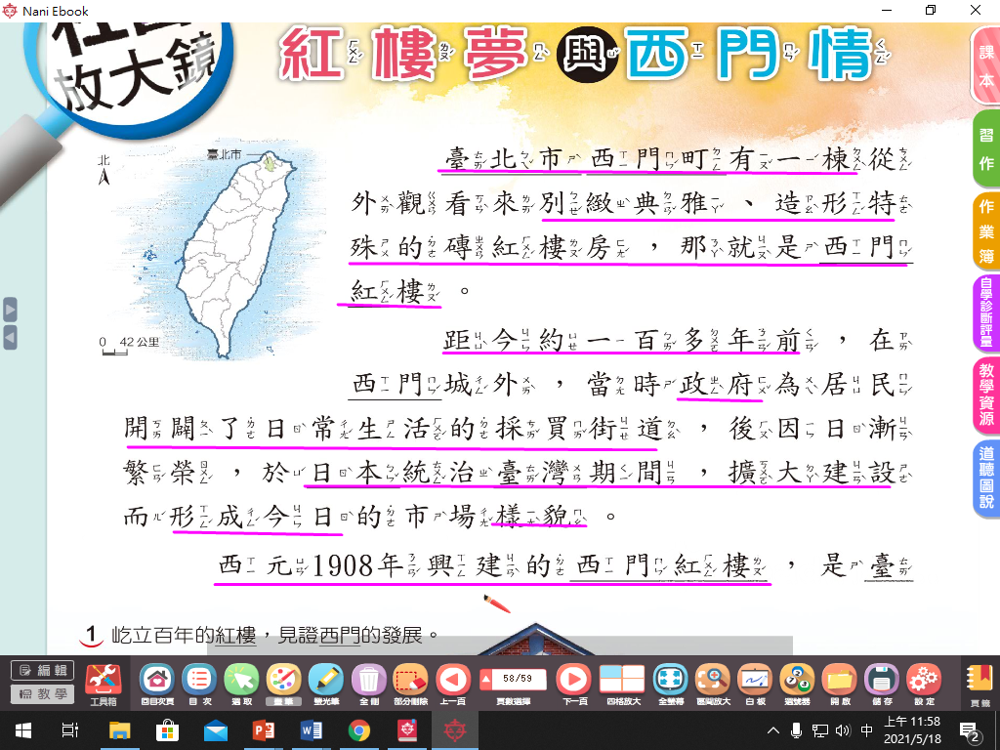 Nani Ebook
放大鏡
紅樓夢與西門情
北
臺北市
0 42公里
臺北市西門町有一棟從
外觀看來別緻典雅、造形特
殊的磚紅樓房，那就是西門
紅樓。
距今約一百多年前，在
西門城外，當時政府為居民
開闢了日常生活的採買街道，後因日漸
繁榮，於日本統治臺灣期間，擴大建設
而形成今日的市場樣貌。
西元1908年興建的西門紅樓，是臺
1 屹立百年的紅樓，見證西門的發展。
課本
習作
作業簿
自學診斷評量
教學資源
道聽圖說
編輯
教學
工具箱
回目次頁
目次
選取
畫筆
螢光筆
全刪
部分刪除
上一頁
58/59
頁數選擇
下一頁
四格放大
全螢幕
區間放大
白板
選號器
開啟
儲存
設定
頁籤
中
上午 11:58
2021/5/18
2